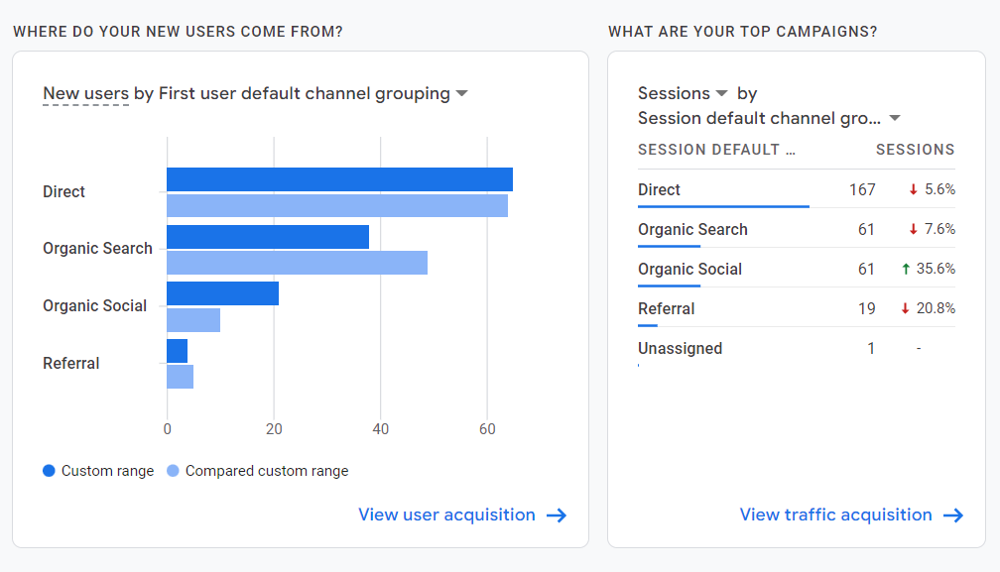 WHERE DO YOUR NEW USERS COME FROM?
New users by First user default channel grouping
Direct
Organic Search
Organic Social
Referral
0 20 40 60
Custom range Compared custom range
View user acquisition
WHAT ARE YOUR TOP CAMPAIGNS?
Sessions by
Session default channel gro...
SESSION DEFAULT ... SESSIONS
Direct 167 5.6%
Organic Search 61 7.6%
Organic Social 61 35.6%
Referral 19 20.8%
Unassigned 1 -
View traffic acquisition